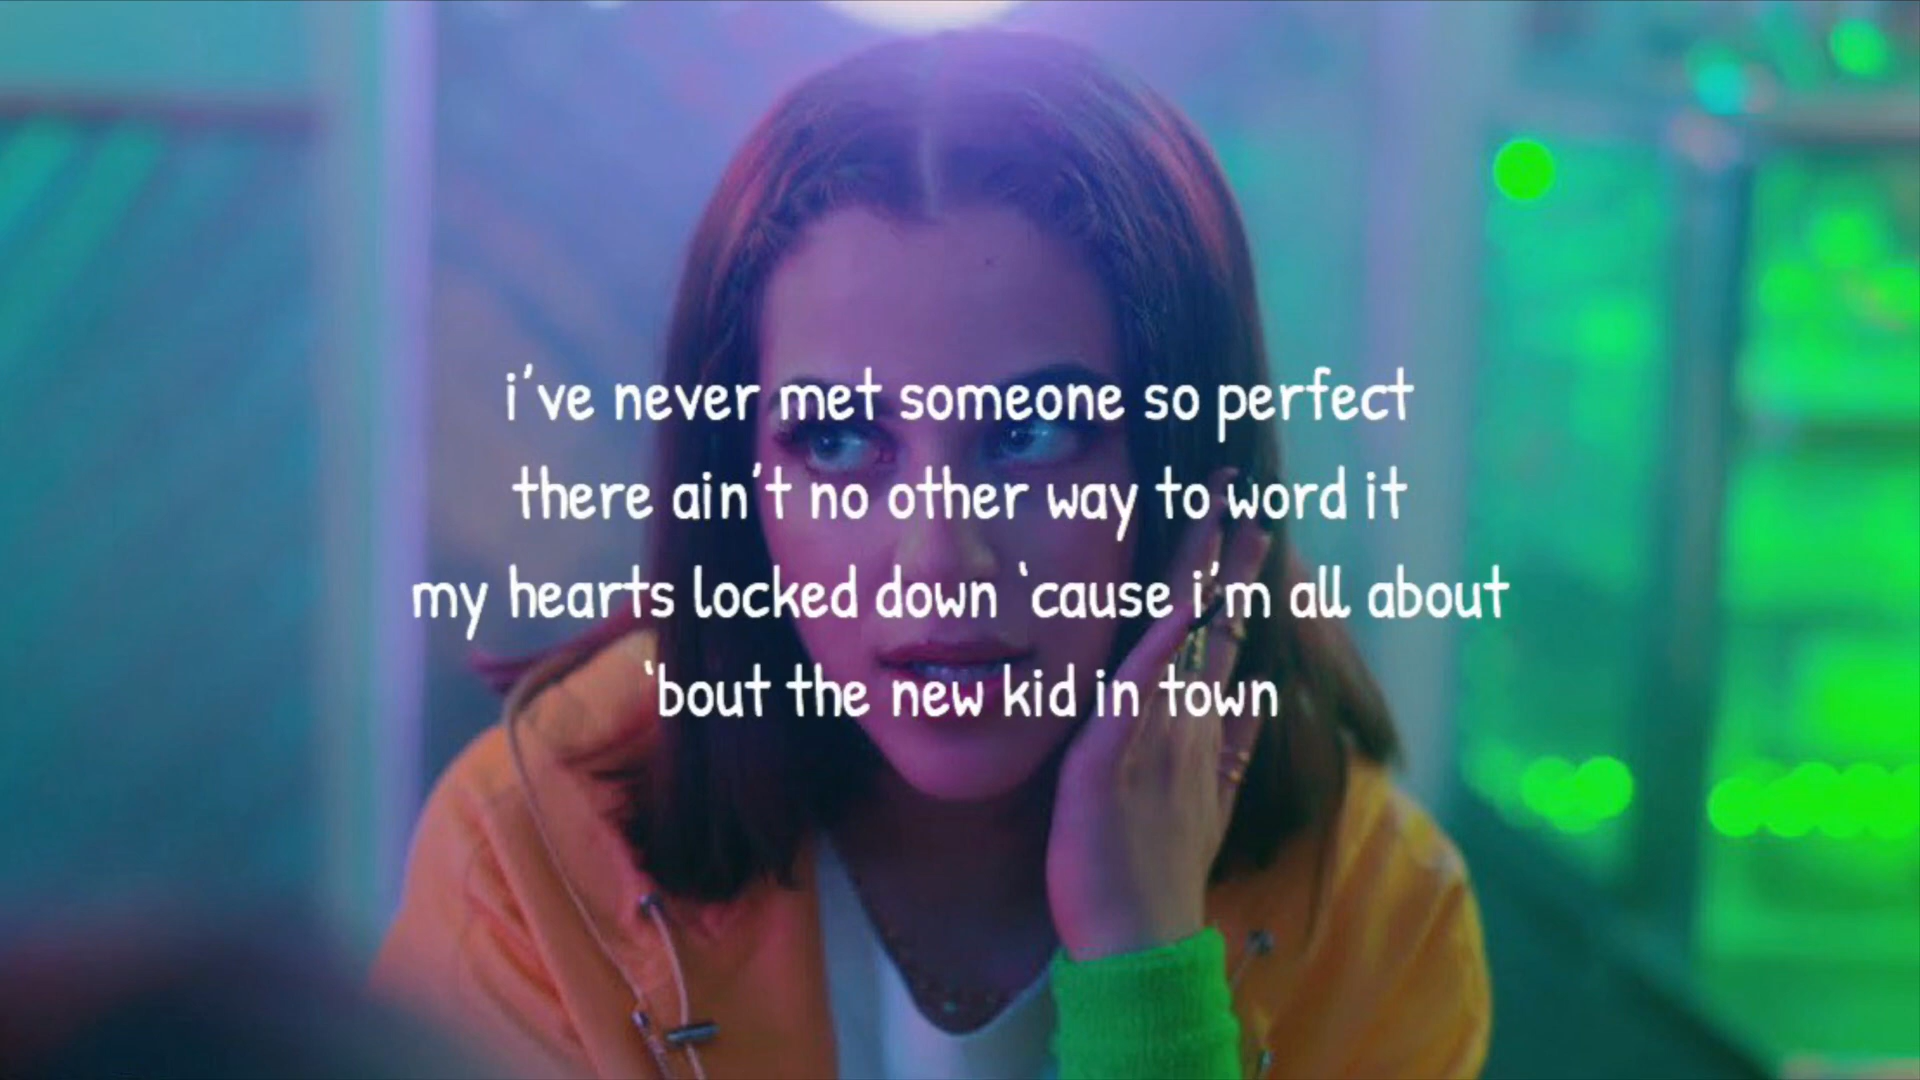 i've never met someone so perfect
there ain't no other way to word it
my hearts locked down 'cause i'm all about
'bout the new kid in town